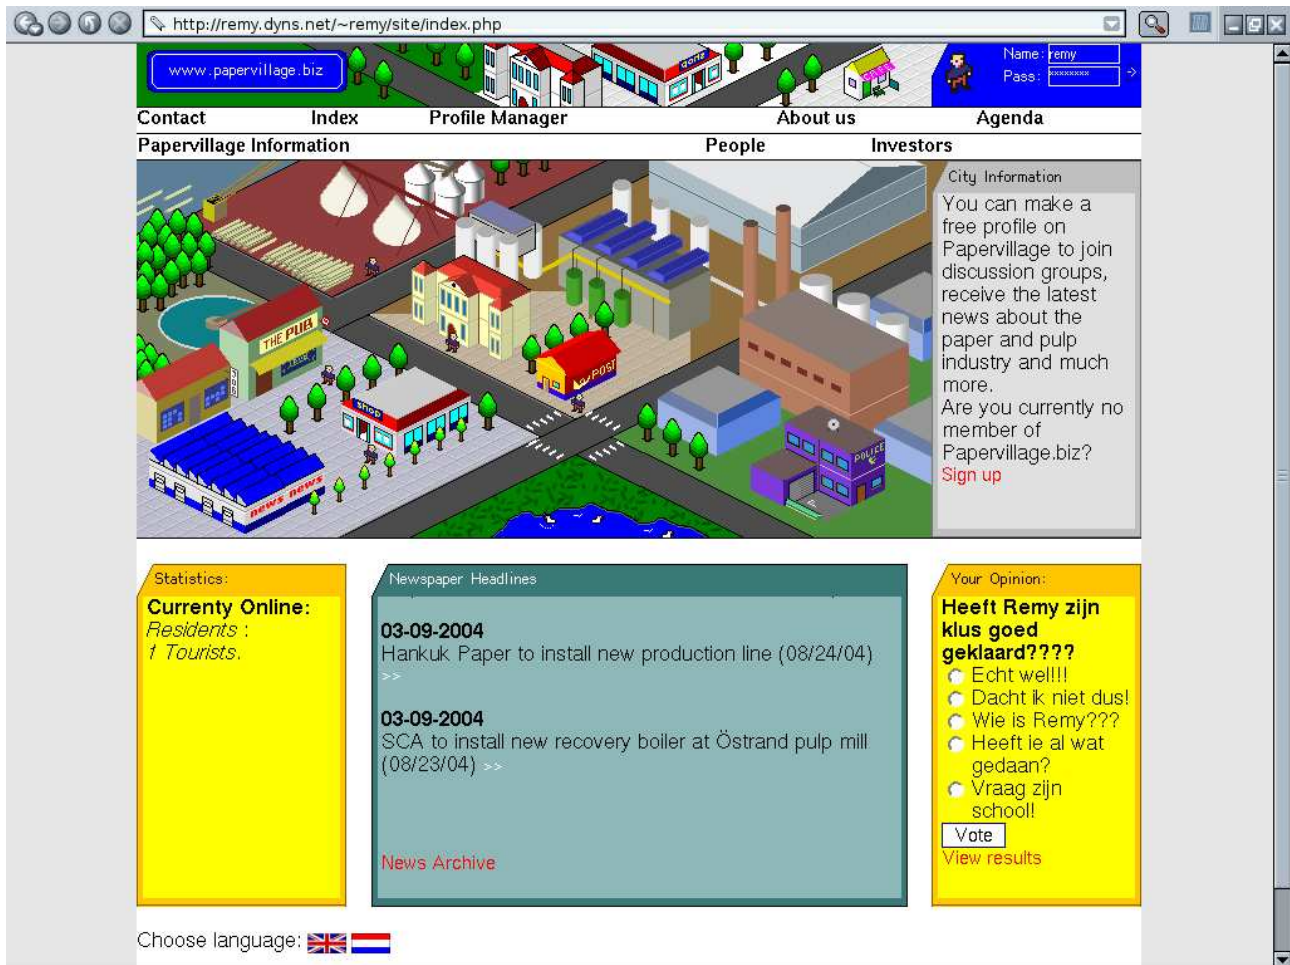 http://remy.dyns.net/~remy/site/index.php
www.papervillage.biz
Name: remy
Pass: ********
Contact Index Profile Manager About us Agenda
Papervillage Information People Investors
City Information
You can make a
free profile on
Papervillage to join
discussion groups,
receive the latest
news about the
paper and pulp
industry and much
more.
Are you currently no
member of
Papervillage.biz?
Sign up
THE PUB
JOB
shop
POST
POLICE
news news
Statistics:
Currenty Online:
Residents :
1 Tourists.
Newspaper Headlines
03-09-2004
Hankuk Paper to install new production line (08/24/04)
>>
03-09-2004
SCA to install new recovery boiler at Östrand pulp mill
(08/23/04) >>
News Archive
Your Opinion:
Heeft Remy zijn
klus goed
geklaard????
Echt wel!!!
Dacht ik niet dus!
Wie is Remy???
Heeft ie al wat
gedaan?
Vraag zijn
school!
Vote
View results
Choose language: